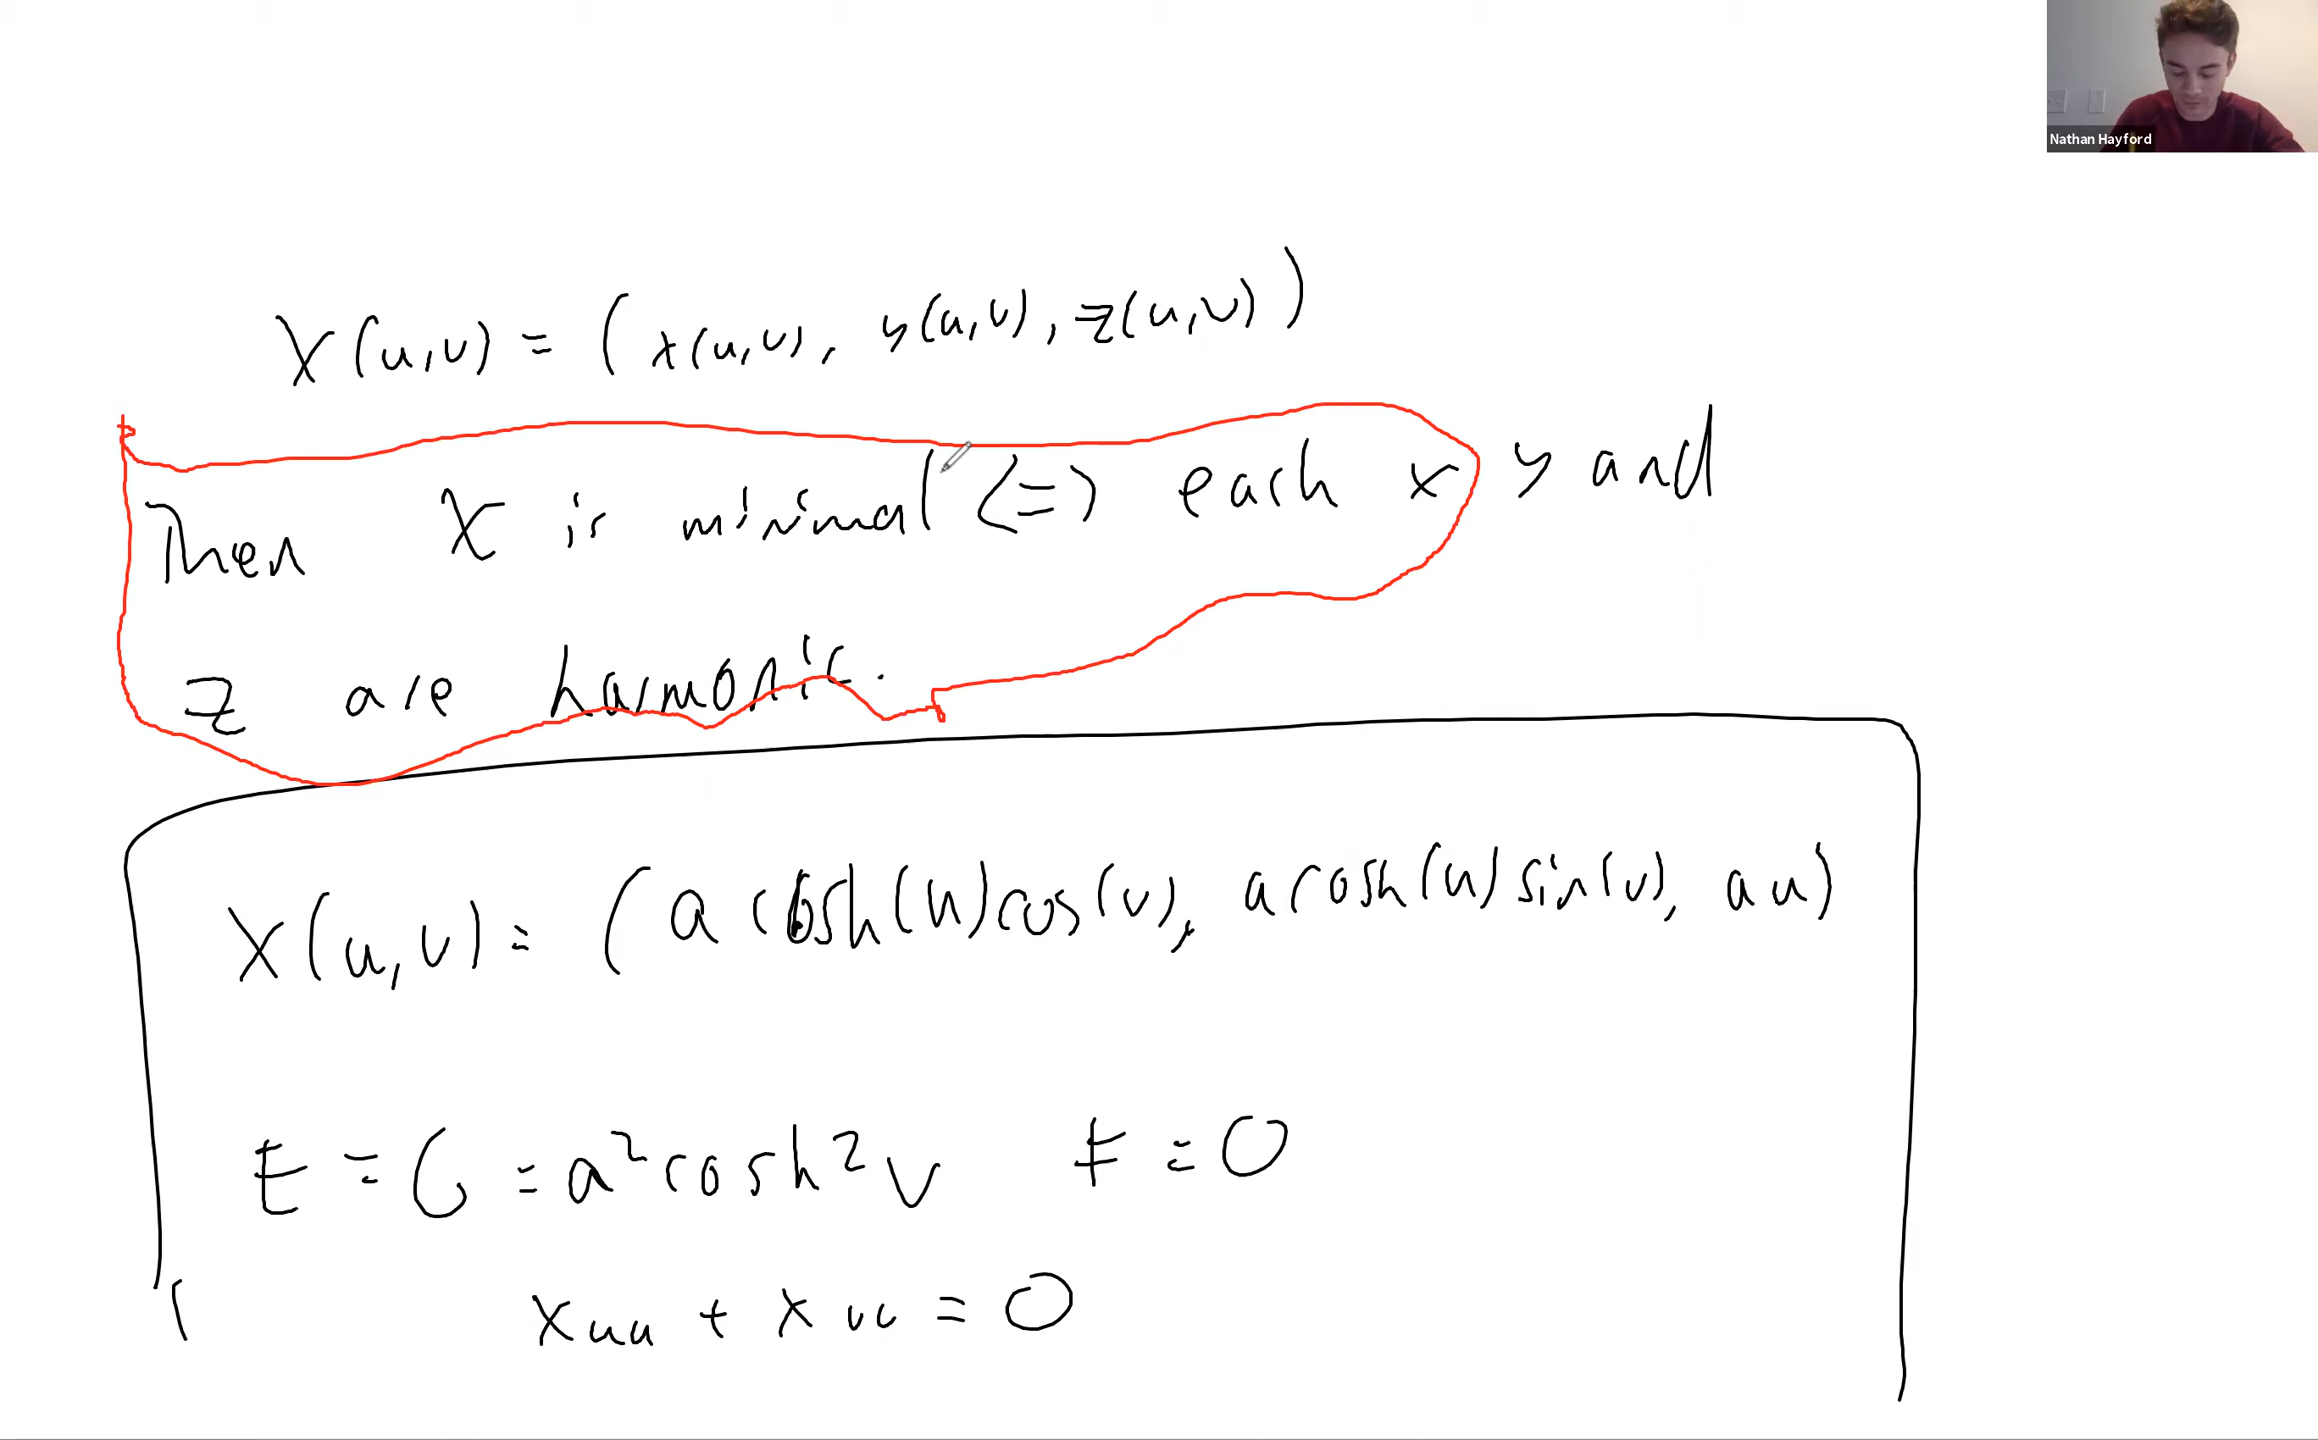 Nathan Hayford
X(u,v) = (x(u,v), y(u,v), z(u,v))
Then X is minimal <=> each x y and
z are harmonic.
X(u,v) = (a cosh(u)cos(v), a cosh(u) sin(v), au)
E = G = a²cosh²v F = 0
xuu + xvv = 0